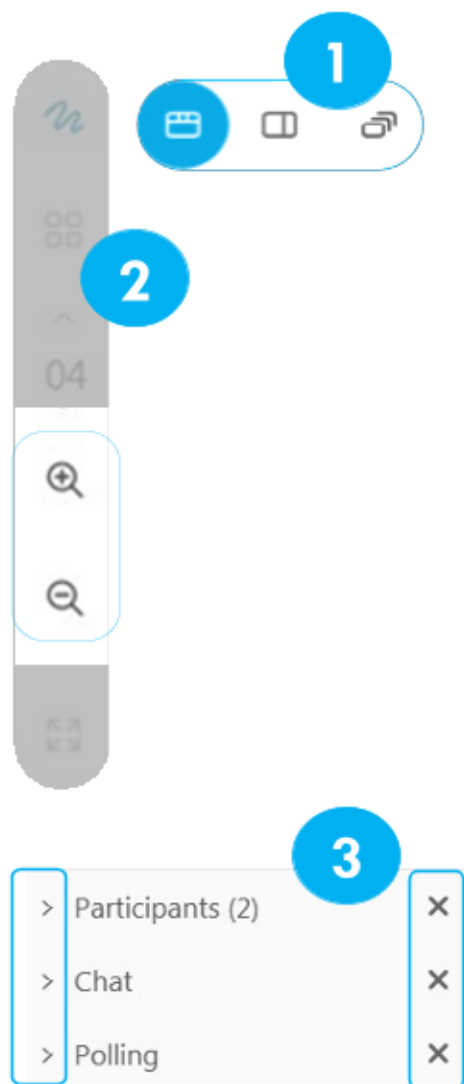 1
2
04
3
> Participants (2) ×
> Chat ×
> Polling ×